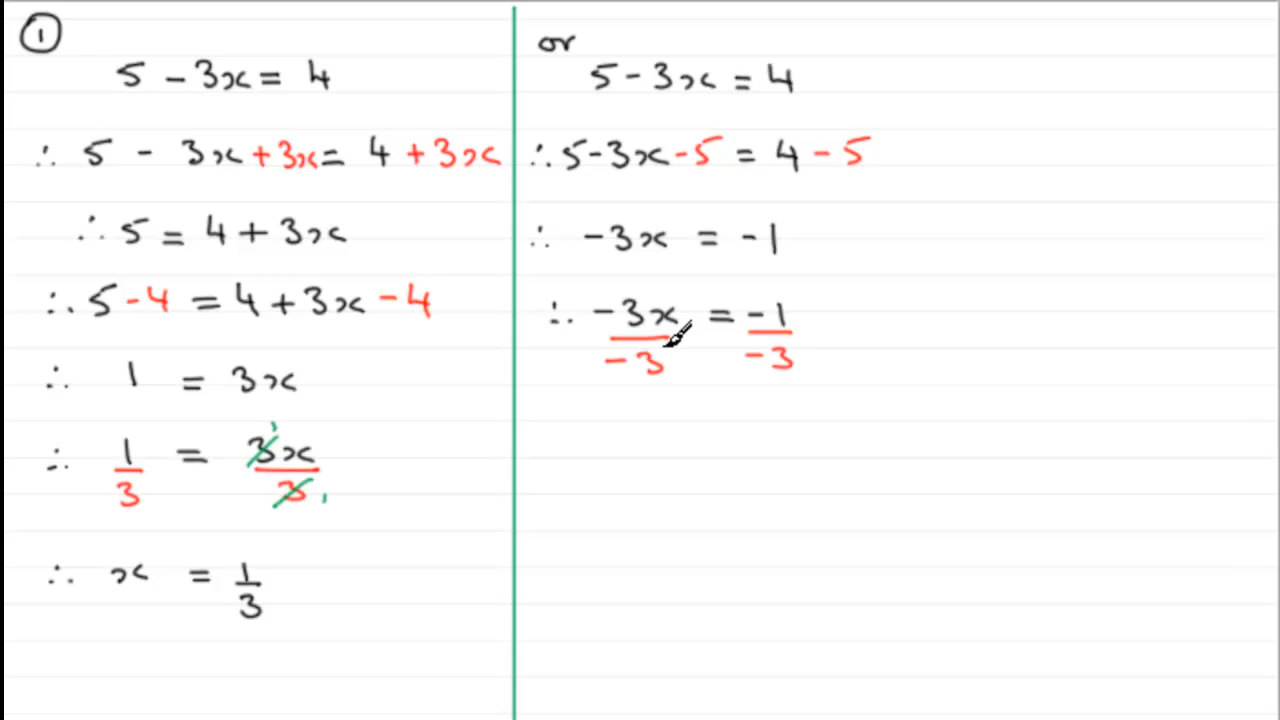 ①
5 - 3x = 4
∴ 5 - 3x + 3x = 4 + 3x
∴ 5 = 4 + 3x
∴ 5 - 4 = 4 + 3x - 4
∴ 1 = 3x
∴ 1/3 = 3x/3 1 1
∴ x = 1/3
or
5 - 3x = 4
∴ 5 - 3x - 5 = 4 - 5
∴ -3x = -1
∴ -3x/-3 = -1/-3